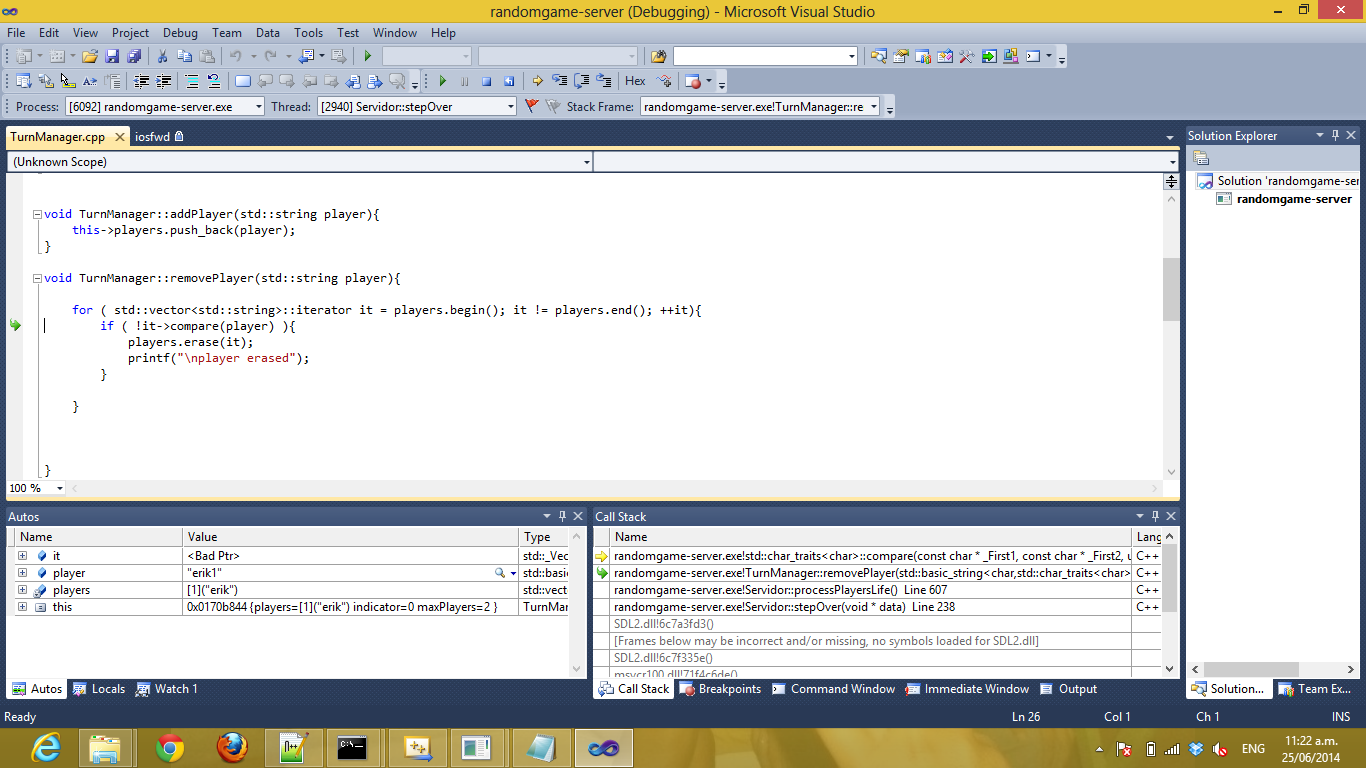 randomgame-server (Debugging) - Microsoft Visual Studio
File Edit View Project Debug Team Data Tools Test Window Help
Hex
Process: [6092] randomgame-server.exe Thread: [2940] Servidor::stepOver Stack Frame: randomgame-server.exe!TurnManager::re
TurnManager.cpp iosfwd
(Unknown Scope)
void TurnManager::addPlayer(std::string player){
this->players.push_back(player);
}
void TurnManager::removePlayer(std::string player){
for ( std::vector<std::string>::iterator it = players.begin(); it != players.end(); ++it){
if ( !it->compare(player) ){
players.erase(it);
printf("\nplayer erased");
}
}
}
100 %
Solution Explorer
Solution 'randomgame-ser
randomgame-server
Autos
Name Value Type
it <Bad Ptr> std::_Vec
player "erik1" std::basi
players [1]("erik") std::vect
this 0x0170b844 {players=[1]("erik") indicator=0 maxPlayers=2 } TurnMar
Autos Locals Watch 1
Call Stack
Name Lang
randomgame-server.exe!std::char_traits<char>::compare(const char * _First1, const char * _First2, u C++
randomgame-server.exe!TurnManager::removePlayer(std::basic_string<char,std::char_traits<char> C++
randomgame-server.exe!Servidor::processPlayersLife() Line 607 C++
randomgame-server.exe!Servidor::stepOver(void * data) Line 238 C++
SDL2.dll!6c7a3fd3()
[Frames below may be incorrect and/or missing, no symbols loaded for SDL2.dll]
SDL2.dll!6c7f335e()
msvcr100.dll!71f4c6de()
Call Stack Breakpoints Command Window Immediate Window Output
Solution... Team Ex...
Ready Ln 26 Col 1 Ch 1 INS
ENG
11:22 a.m.
25/06/2014